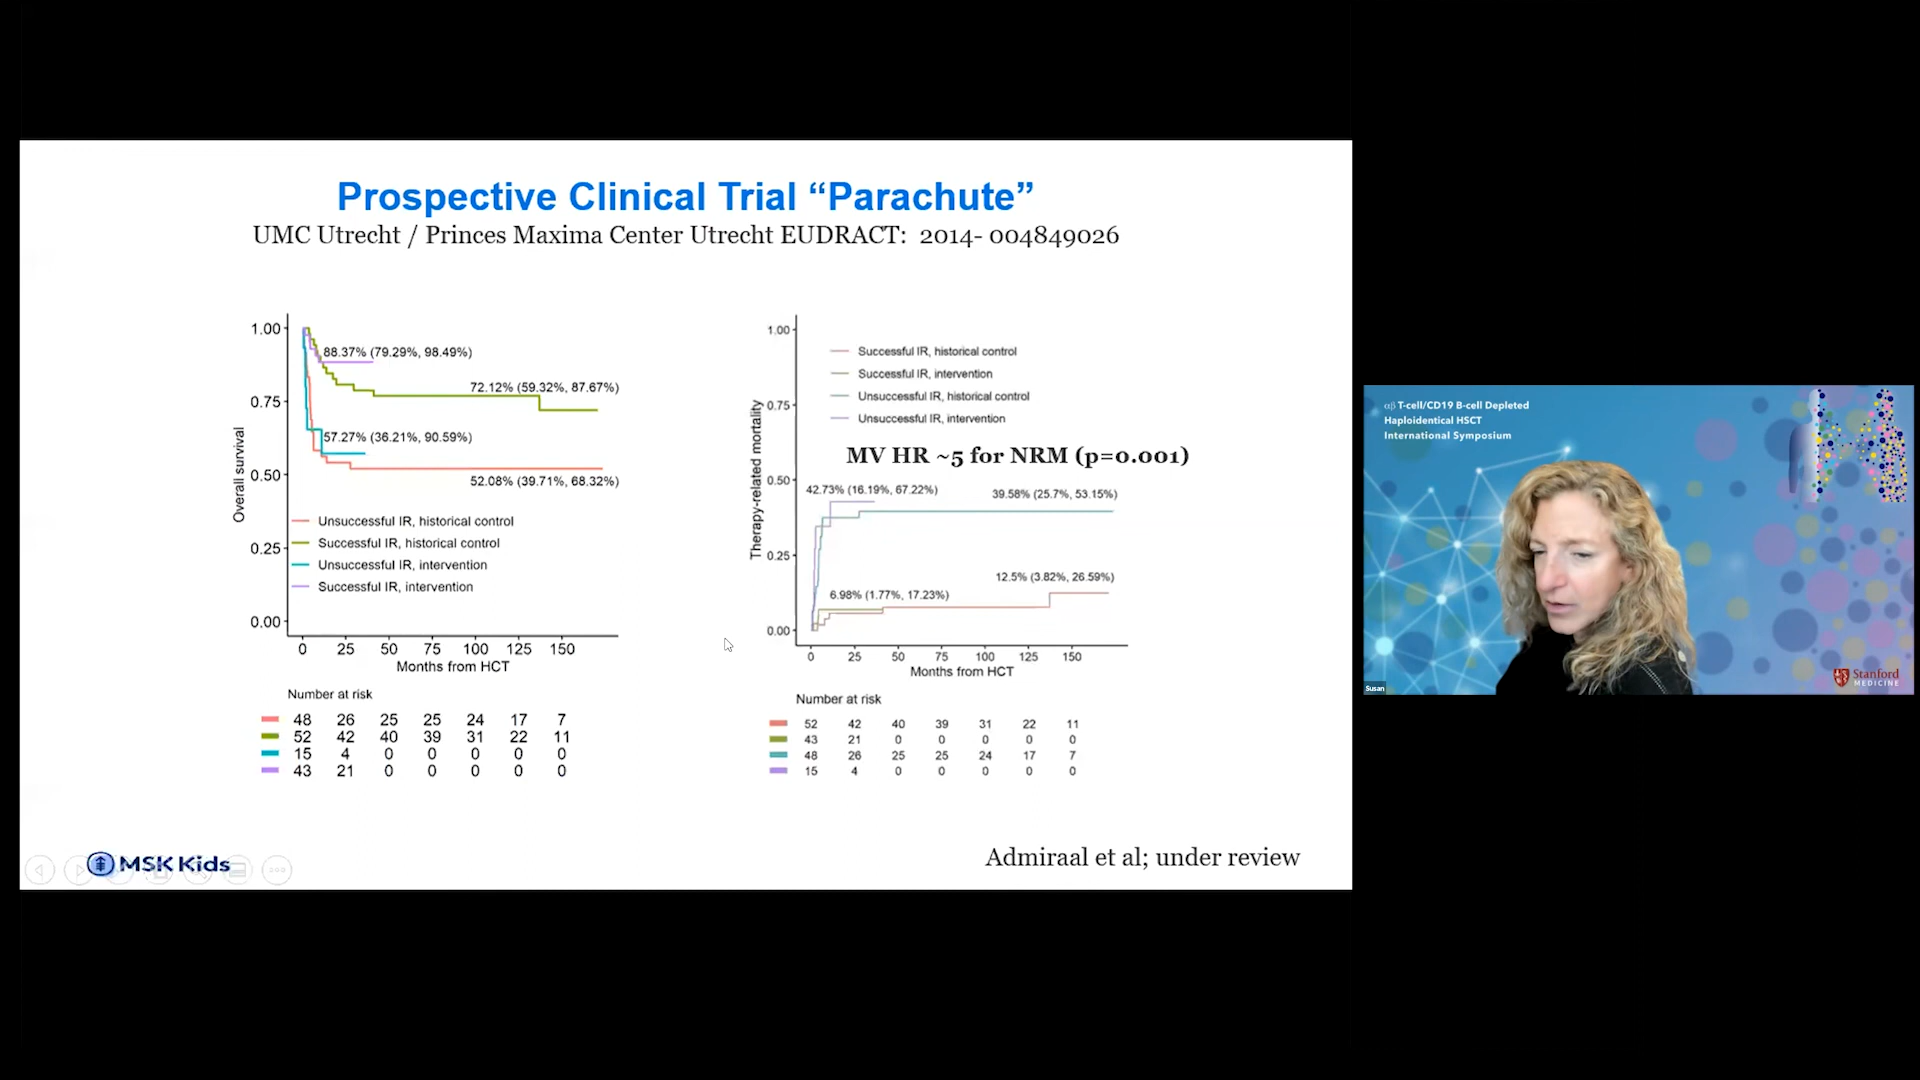 Prospective Clinical Trial “Parachute”
UMC Utrecht / Princes Maxima Center Utrecht EUDRACT: 2014- 004849026
Overall survival
1.00
0.75
0.50
0.25
0.00
88.37% (79.29%, 98.49%)
72.12% (59.32%, 87.67%)
57.27% (36.21%, 90.59%)
52.08% (39.71%, 68.32%)
Unsuccessful IR, historical control
Successful IR, historical control
Unsuccessful IR, intervention
Successful IR, intervention
0 25 50 75 100 125 150
Months from HCT
Number at risk
48 26 25 25 24 17 7
52 42 40 39 31 22 11
15 4 0 0 0 0 0
43 21 0 0 0 0 0
Therapy-related mortality
1.00
0.75
0.50
0.25
0.00
Successful IR, historical control
Successful IR, intervention
Unsuccessful IR, historical control
Unsuccessful IR, intervention
MV HR ~5 for NRM (p=0.001)
42.73% (16.19%, 67.22%)
39.58% (25.7%, 53.15%)
12.5% (3.82%, 26.59%)
6.98% (1.77%, 17.23%)
0 25 50 75 100 125 150
Months from HCT
Number at risk
52 42 40 39 31 22 11
43 21 0 0 0 0 0
48 26 25 25 24 17 7
15 4 0 0 0 0 0
MSK Kids
Admiraal et al; under review
αβ T-cell/CD19 B-cell Depleted
Haploidentical HSCT
International Symposium
Susan
Stanford
MEDICINE